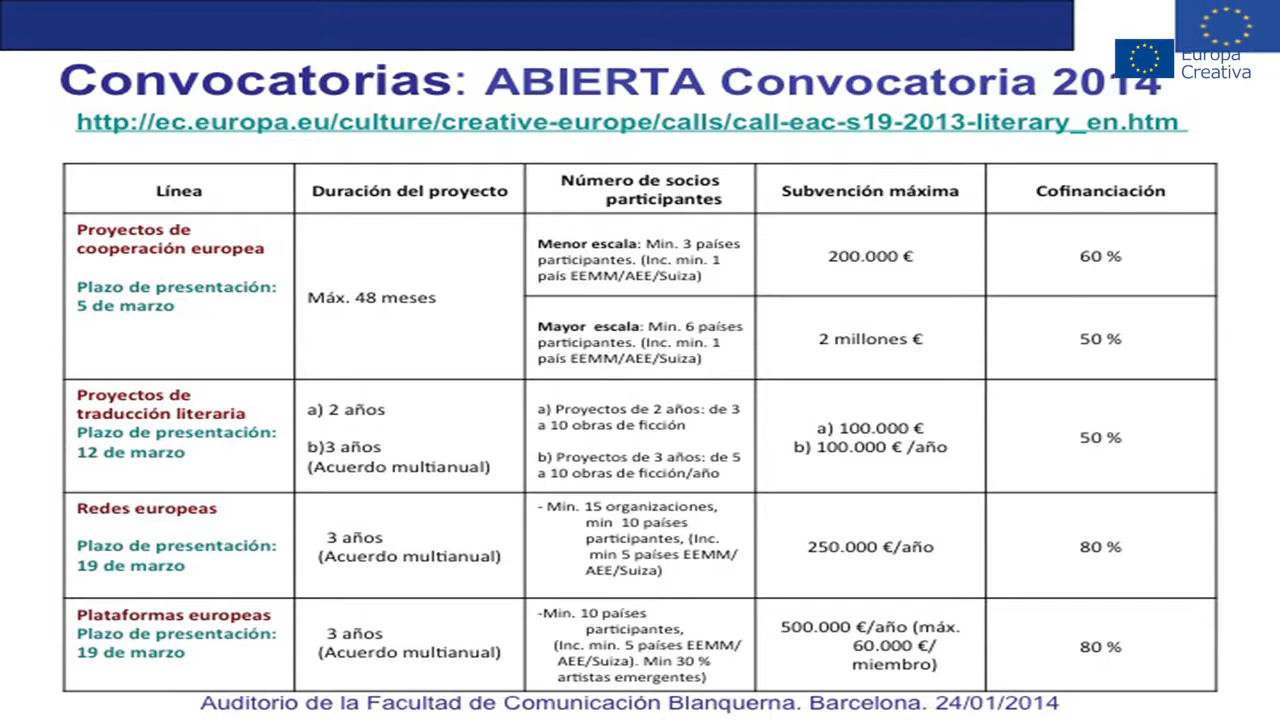 Convocatorias: ABIERTA Convocatoria 2014
Europa
Creativa
http://ec.europa.eu/culture/creative-europe/calls/call-eac-s19-2013-literary_en.htm
Línea
Duración del proyecto
Número de socios
participantes
Subvención máxima
Cofinanciación
Proyectos de
cooperación europea
Plazo de presentación:
5 de marzo
Máx. 48 meses
Menor escala: Min. 3 países
participantes. (Inc. min. 1
país EEMM/AEE/Suiza)
200.000 €
60 %
Mayor escala: Min. 6 países
participantes. (Inc. min. 1
país EEMM/AEE/Suiza)
2 millones €
50 %
Proyectos de
traducción literaria
Plazo de presentación:
12 de marzo
a) 2 años
b)3 años
(Acuerdo multianual)
a) Proyectos de 2 años: de 3
a 10 obras de ficción
b) Proyectos de 3 años: de 5
a 10 obras de ficción/año
a) 100.000 €
b) 100.000 € /año
50 %
Redes europeas
Plazo de presentación:
19 de marzo
3 años
(Acuerdo multianual)
- Min. 15 organizaciones,
min 10 países
participantes, (Inc.
min 5 países EEMM/
AEE/Suiza)
250.000 €/año
80 %
Plataformas europeas
Plazo de presentación:
19 de marzo
3 años
(Acuerdo multianual)
-Min. 10 países
participantes,
(Inc. min. 5 países EEMM/
AEE/Suiza). Min 30 %
artistas emergentes)
500.000 €/año (máx.
60.000 €/
miembro)
80 %
Auditorio de la Facultad de Comunicación Blanquerna. Barcelona. 24/01/2014